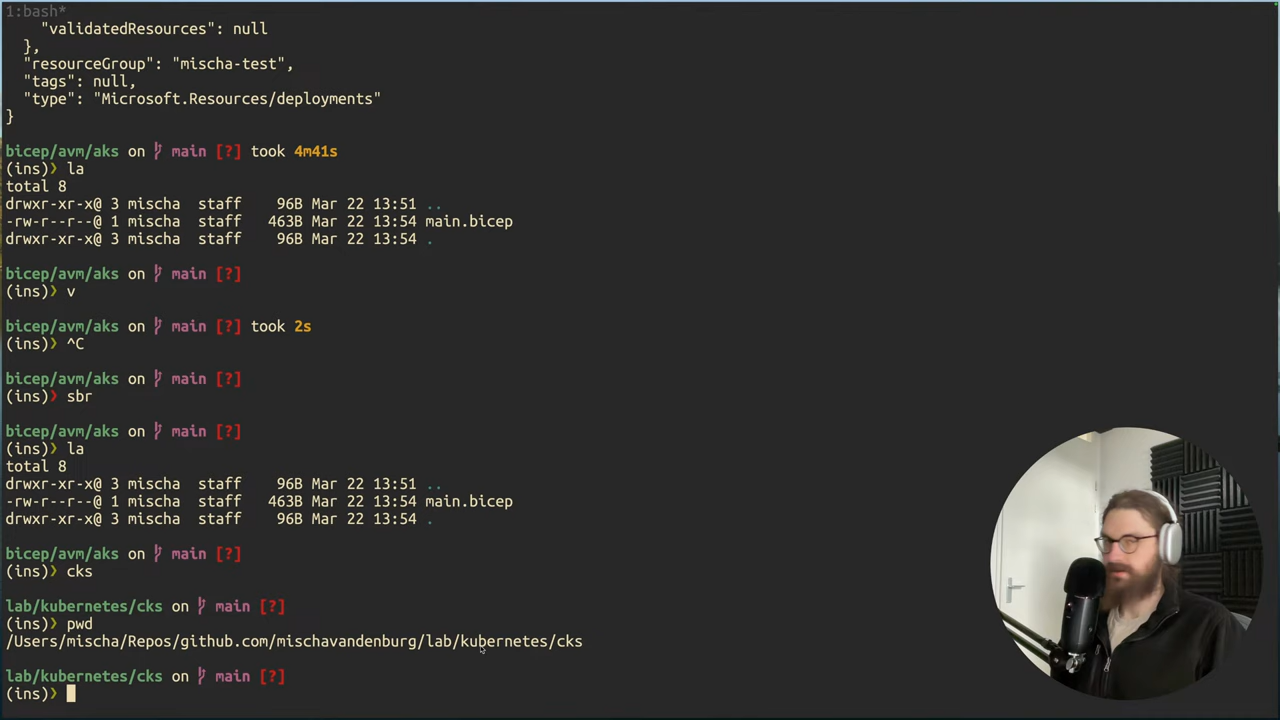 1:bash*
"validatedResources": null
},
"resourceGroup": "mischa-test",
"tags": null,
"type": "Microsoft.Resources/deployments"
}
bicep/avm/aks on main [?] took 4m41s
(ins)❯ la
total 8
drwxr-xr-x@ 3 mischa staff 96B Mar 22 13:51 ..
-rw-r--r--@ 1 mischa staff 463B Mar 22 13:54 main.bicep
drwxr-xr-x@ 3 mischa staff 96B Mar 22 13:54 .
bicep/avm/aks on main [?]
(ins)❯ v
bicep/avm/aks on main [?] took 2s
(ins)❯ ^C
bicep/avm/aks on main [?]
(ins)❯ sbr
bicep/avm/aks on main [?]
(ins)❯ la
total 8
drwxr-xr-x@ 3 mischa staff 96B Mar 22 13:51 ..
-rw-r--r--@ 1 mischa staff 463B Mar 22 13:54 main.bicep
drwxr-xr-x@ 3 mischa staff 96B Mar 22 13:54 .
bicep/avm/aks on main [?]
(ins)❯ cks
lab/kubernetes/cks on main [?]
(ins)❯ pwd
/Users/mischa/Repos/github.com/mischavandenburg/lab/kubernetes/cks
lab/kubernetes/cks on main [?]
(ins)❯